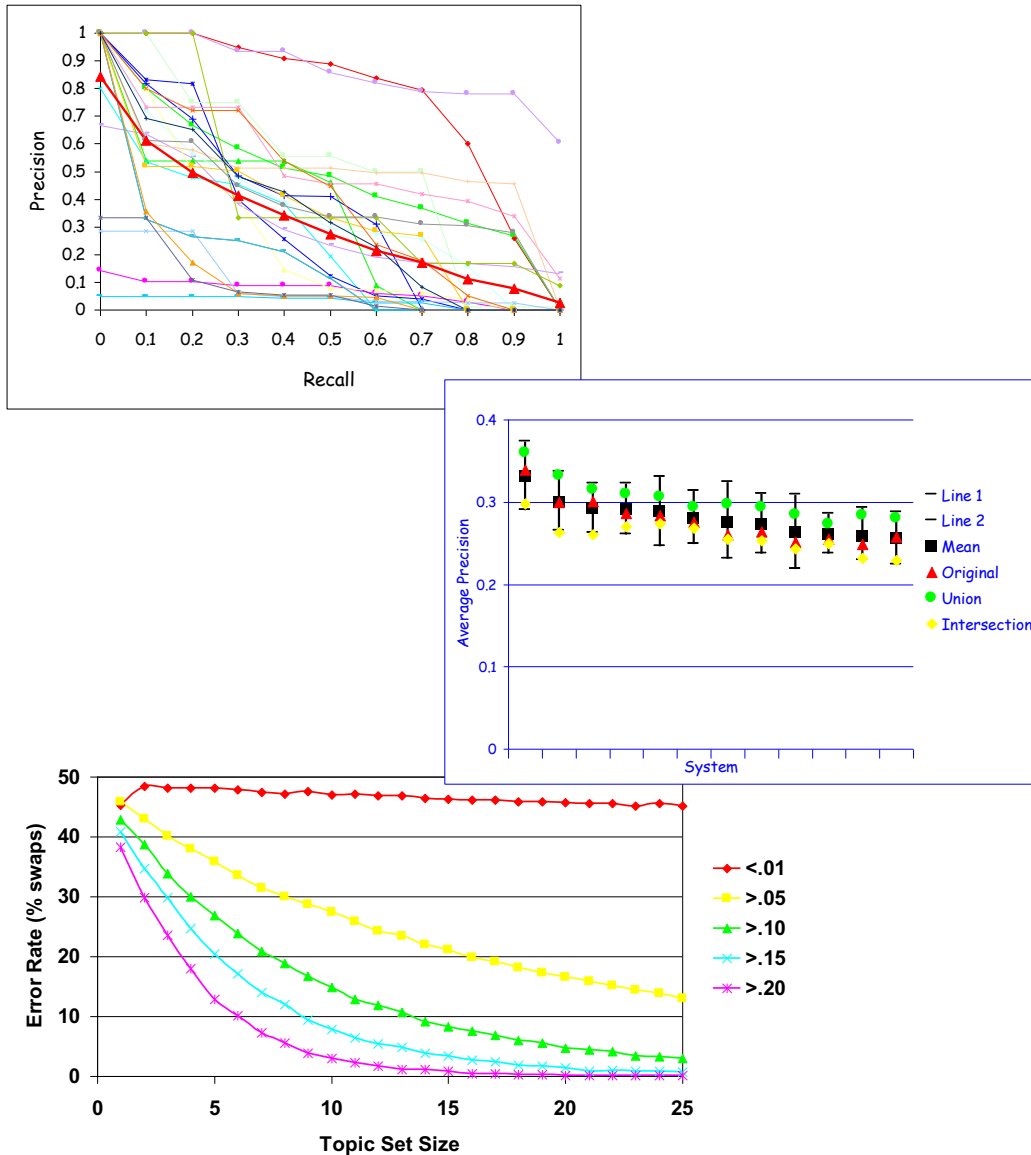 1
0.9
0.8
0.7
0.6
0.5
0.4
0.3
0.2
0.1
0
Precision
0 0.1 0.2 0.3 0.4 0.5 0.6 0.7 0.8 0.9 1
Recall
0.4
0.3
0.2
0.1
0
Average Precision
System
Line 1
Line 2
Mean
Original
Union
Intersection
50
40
30
20
10
0
Error Rate (% swaps)
0 5 10 15 20 25
Topic Set Size
<.01
>.05
>.10
>.15
>.20